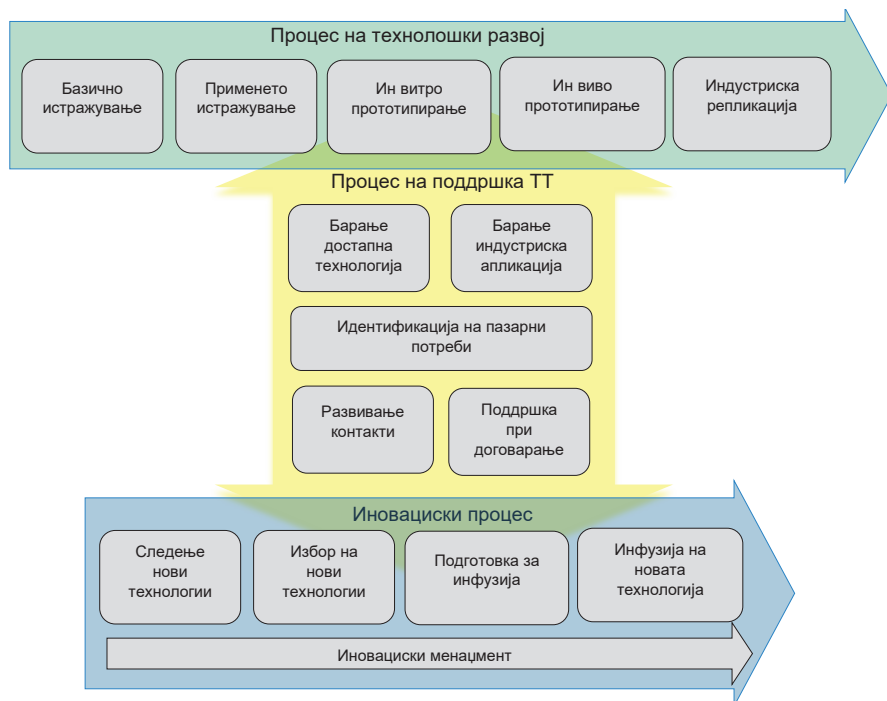 Процес на технолошки развој
Базично
истражување
Применето
истражување
Ин витро
прототипирање
Ин виво
прототипирање
Индустриска
репликација
Процес на поддршка ТТ
Барање
достапна
технологија
Барање
индустриска
апликација
Идентификација на пазарни
потреби
Развивање
контакти
Поддршка
при
договарање
Иновациски процес
Следење
нови
технологии
Избор на
нови
технологии
Подготовка за
инфузија
Инфузија на
новата
технологија
Иновациски менаџмент